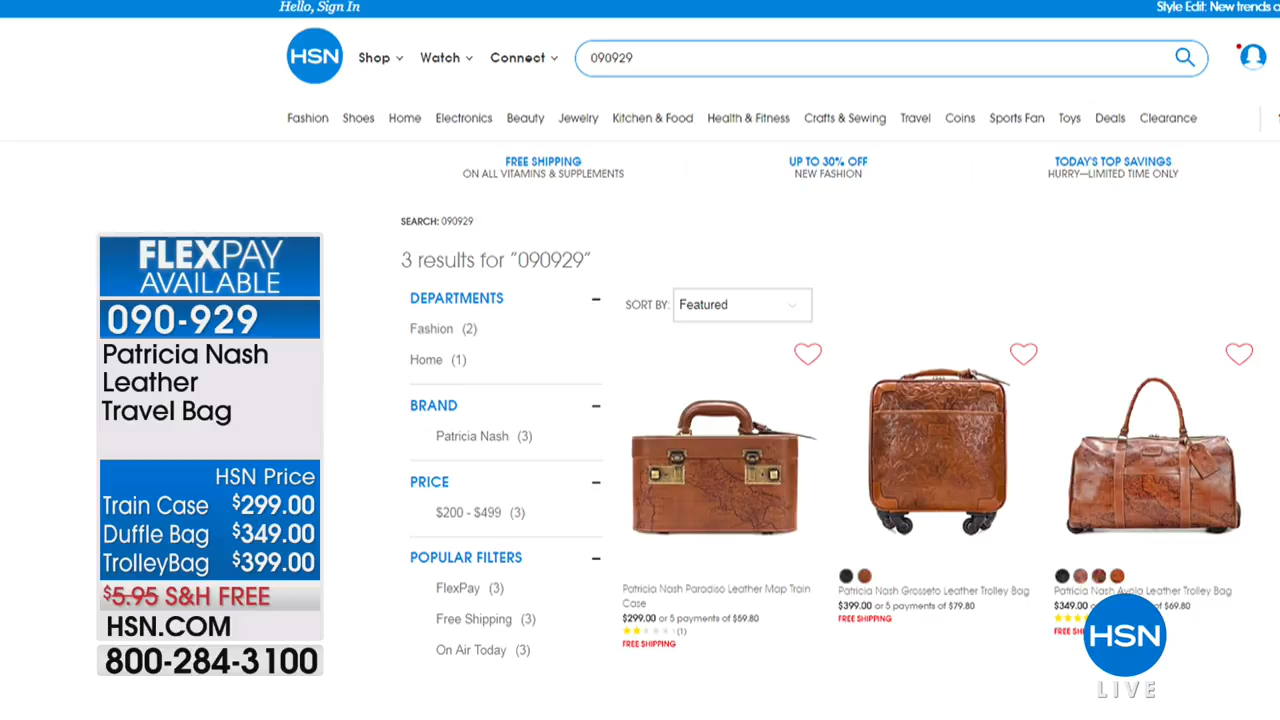 Hello, Sign In
Style Edit: New trends
HSN
Shop
Watch
Connect
090929
Fashion
Shoes
Home
Electronics
Beauty
Jewelry
Kitchen & Food
Health & Fitness
Crafts & Sewing
Travel
Coins
Sports Fan
Toys
Deals
Clearance
FREE SHIPPING
ON ALL VITAMINS & SUPPLEMENTS
UP TO 30% OFF
NEW FASHION
TODAY'S TOP SAVINGS
HURRY—LIMITED TIME ONLY
FLEXPAY
AVAILABLE
090-929
Patricia Nash
Leather
Travel Bag
HSN Price
Train Case $299.00
Duffle Bag $349.00
TrolleyBag $399.00
$5.95 S&H FREE
HSN.COM
800-284-3100
SEARCH: 090929
3 results for "090929"
DEPARTMENTS
Fashion (2)
Home (1)
BRAND
Patricia Nash (3)
PRICE
$200 - $499 (3)
POPULAR FILTERS
FlexPay (3)
Free Shipping (3)
On Air Today (3)
SORT BY: Featured
Patricia Nash Paradiso Leather Map Train
Case
$299.00 or 5 payments of $59.80
(1)
FREE SHIPPING
Patricia Nash Grosseto Leather Trolley Bag
$399.00 or 5 payments of $79.80
FREE SHIPPING
Patricia Nash Avola Leather Trolley Bag
$349.00 of $69.80
FREE
HSN
LIVE